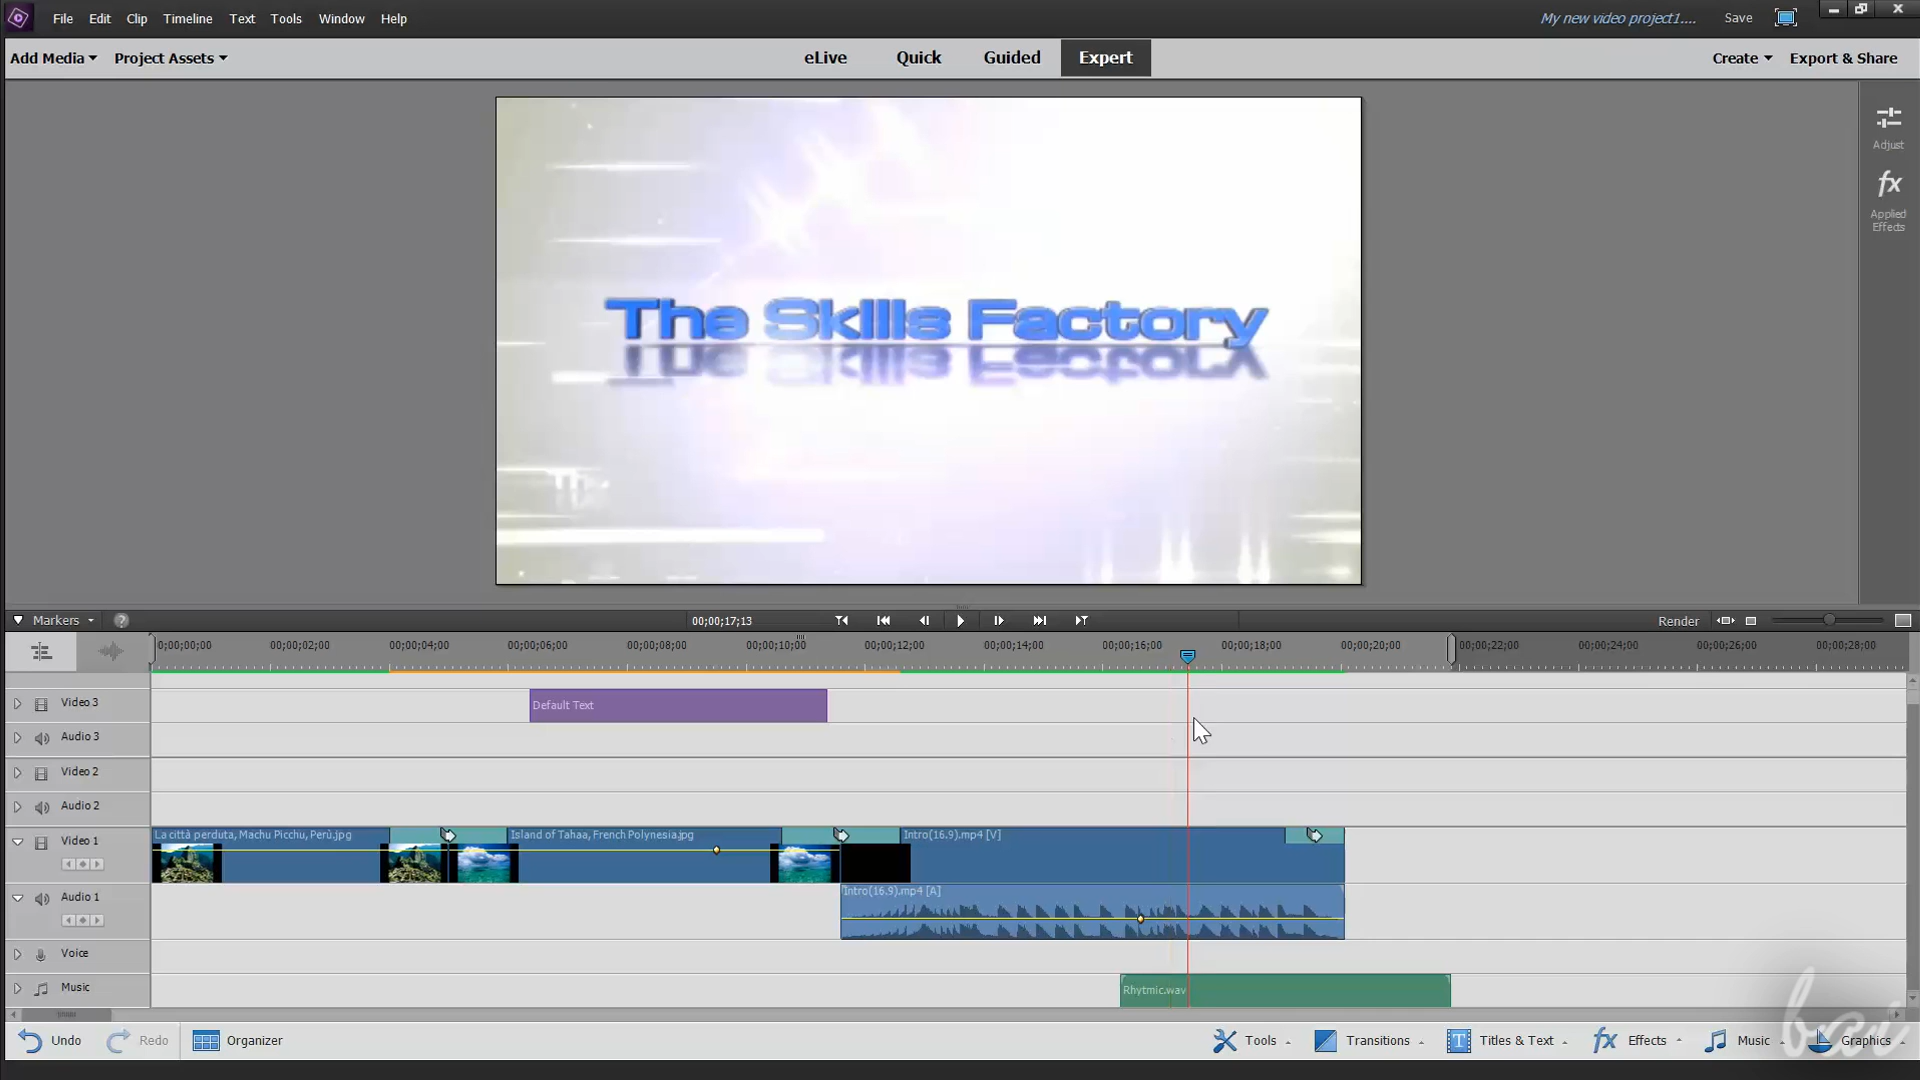 File Edit Clip Timeline Text Tools Window Help
My new video project1.... Save
Add Media Project Assets
eLive Quick Guided Expert
Create Export & Share
Adjust
fx
Applied
Effects
The Skills Factory
Markers ? 00;00;17;13 Render
0;00;00;00 00;00;02;00 00;00;04;00 00;00;06;00 00;00;08;00 00;00;10;00 00;00;12;00 00;00;14;00 00;00;16;00 00;00;18;00 00;00;20;00 00;00;22;00 00;00;24;00 00;00;26;00 00;00;28;00
Video 3
Default Text
Audio 3
Video 2
Audio 2
Video 1
La città perduta, Machu Picchu, Perù.jpg Island of Tahaa, French Polynesia.jpg Intro(16.9).mp4 [V]
Audio 1
Intro(16.9).mp4 [A]
Voice
Music
Rhytmic.wav
Undo Redo Organizer Tools Transitions T Titles & Text fx Effects Music Graphics